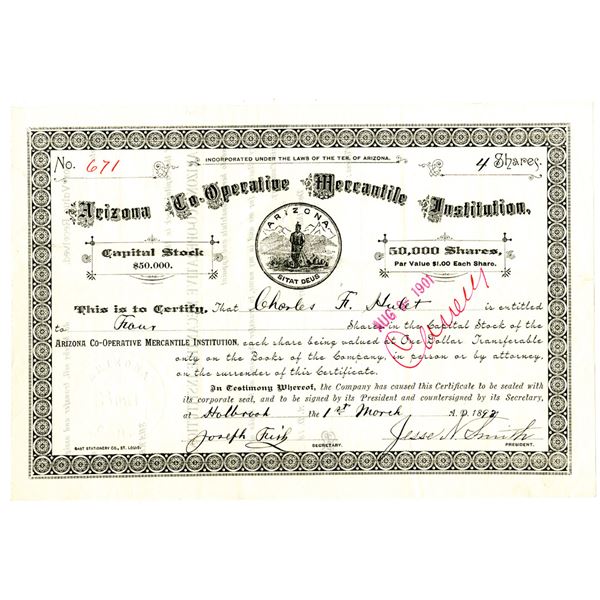 INCORPORATED UNDER THE LAWS OF THE TER. OF ARIZONA.
No. 671
4 Shares.
Arizona Co-Operative Mercantile Institution.
Capital Stock
$50,000.
ARIZONA
SITAT DEUS
50,000 Shares,
Par Value $1.00 Each Share.
AUG 1901
This is to Certify, That Charles F. Hulet is entitled
to Four Shares in the Capital Stock of the
ARIZONA CO-OPERATIVE MERCANTILE INSTITUTION, each share being valued at One Dollar Transferable
only on the Books of the Company, in person or by attorney,
on the surrender of this Certificate.
In Testimony Whereof, the Company has caused this Certificate to be sealed with
its corporate seal, and to be signed by its President and countersigned by its Secretary,
at Holbrook the 1st March A.D. 189
Joseph Fish
SECRETARY.
Jesse N. Smith
PRESIDENT.
EAST STATIONERY CO., ST. LOUIS.